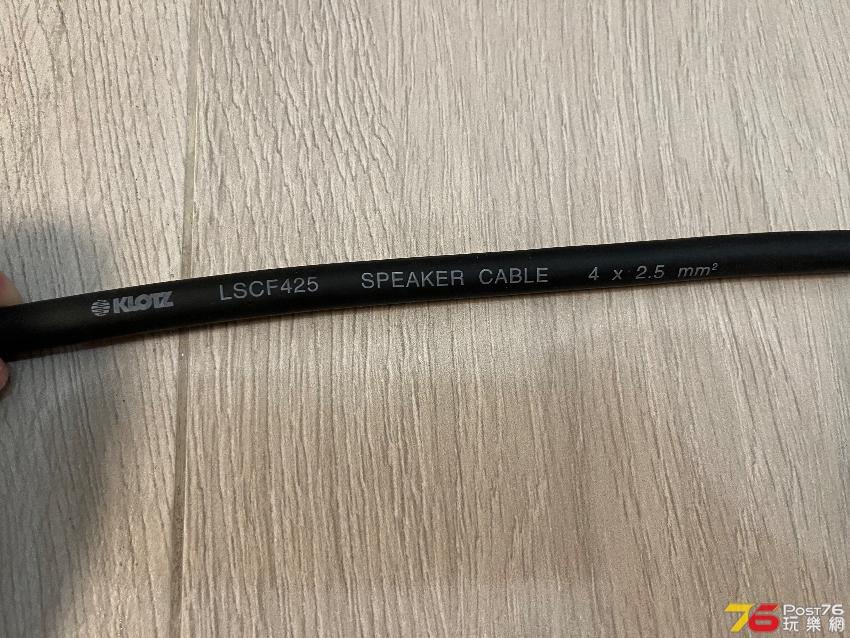 KLOTZ LSCF425 SPEAKER CABLE 4 x 2.5 mm²
76 POST76
玩樂網